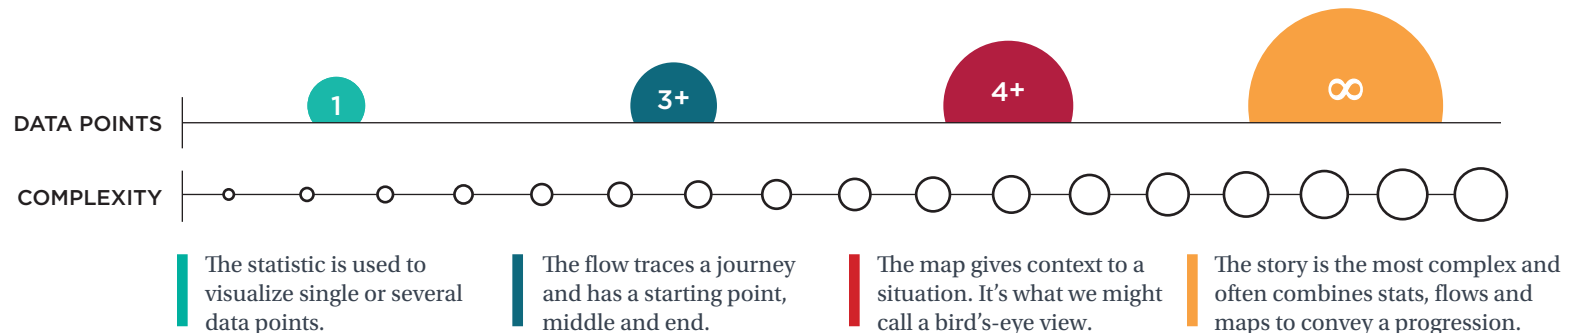 1
3+
4+
∞
DATA POINTS
COMPLEXITY
The statistic is used to
visualize single or several
data points.
The flow traces a journey
and has a starting point,
middle and end.
The map gives context to a
situation. It’s what we might
call a bird’s-eye view.
The story is the most complex and
often combines stats, flows and
maps to convey a progression.